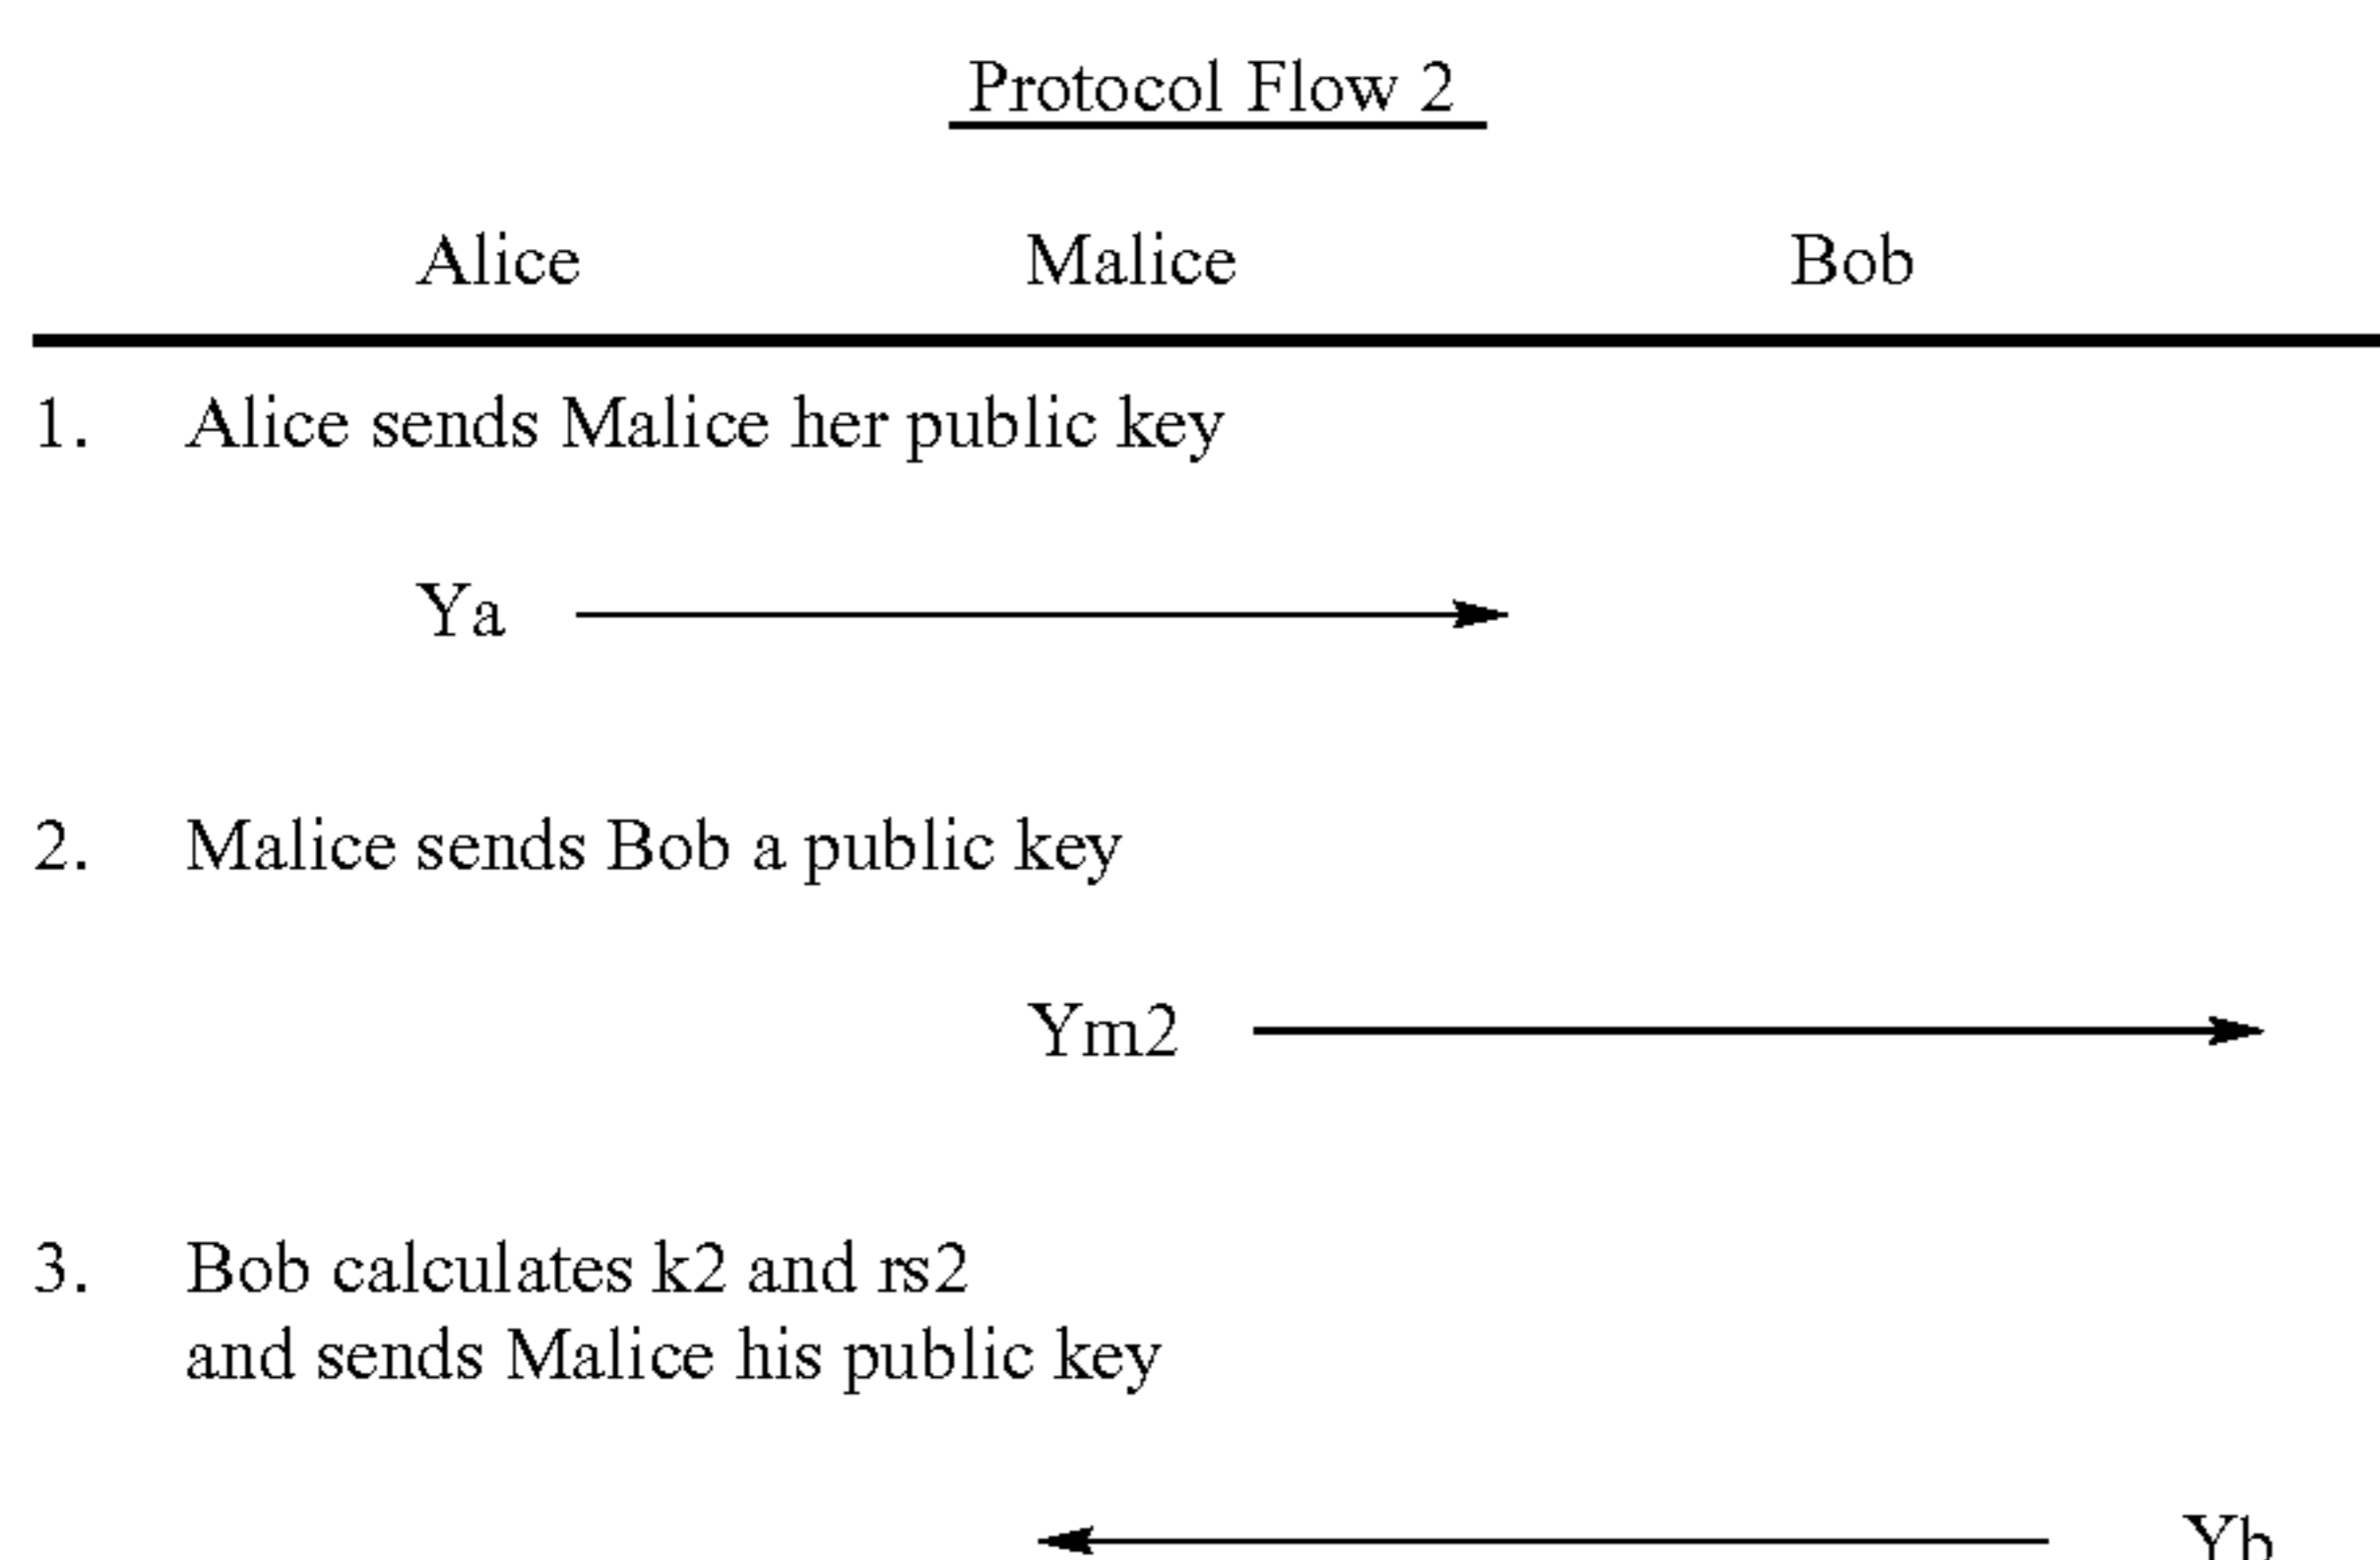 Protocol Flow 2
Alice Malice Bob
1. Alice sends Malice her public key
Ya
2. Malice sends Bob a public key
Ym2
3. Bob calculates k2 and rs2
and sends Malice his public key
Yb